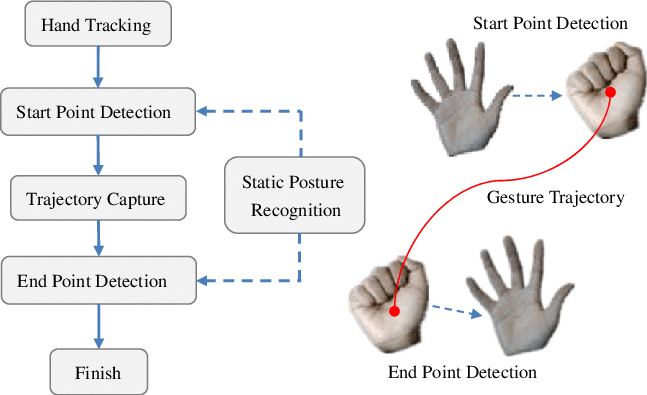 Hand Tracking
Start Point Detection
Trajectory Capture
End Point Detection
Finish
Static Posture
Recognition
Start Point Detection
Gesture Trajectory
End Point Detection